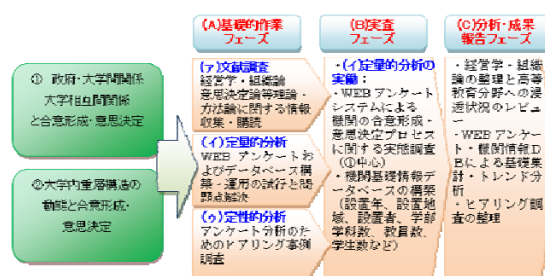 ① 政府・大学間関係
大学相互間関係
と合意形成・意思決定
②大学内重層構造の
動態と合意形成・
意思決定
(A)基礎的作業
フェーズ
(ァ)文献調査
経営学・組織論
意思決定論等理論・
方法論に関する情報
収集・購読
(イ)定量的分析
WEB アンケートお
よびデータベース構
築・運用の試行と問
題点解決
(ゥ)定性的分析
アンケート分析のた
めのヒアリング事例
調査
(B)実査
フェーズ
・(イ)定量的分析の
実働：
・WEBアンケート
システムによる
機関の合意形成・
意思決定プロセス
に関する実態調査
(①中心)
・機関基礎情報デ
ータベースの構築
(設置年、設置地
域、設置者、学部
学科数、教員数、
学生数など)
(C)分析・成果
報告フェーズ
・経営学・組織
論の整理と高等
教育分野への浸
透状況のレビュ
ー
・WEBアンケー
ト・機関情報D
Bによる基礎集
計・トレンド分
析
・ヒアリング調
査の整理